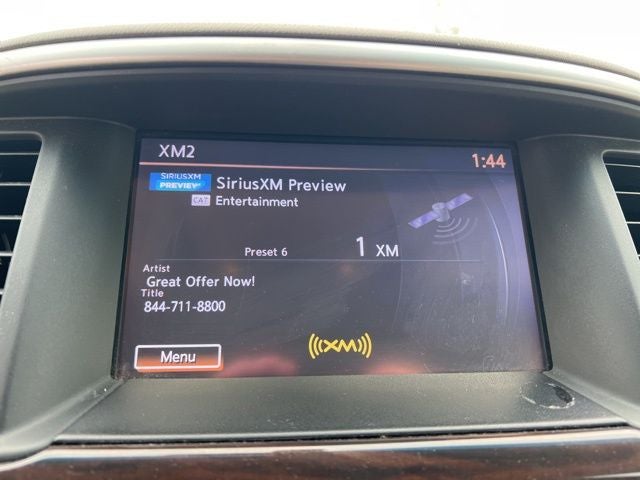 XM2
1:44
SIRIUSXM
PREVIEW
SiriusXM Preview
CAT Entertainment
Preset 6 1 XM
Artist
Great Offer Now!
Title
844-711-8800
Menu
((XM))